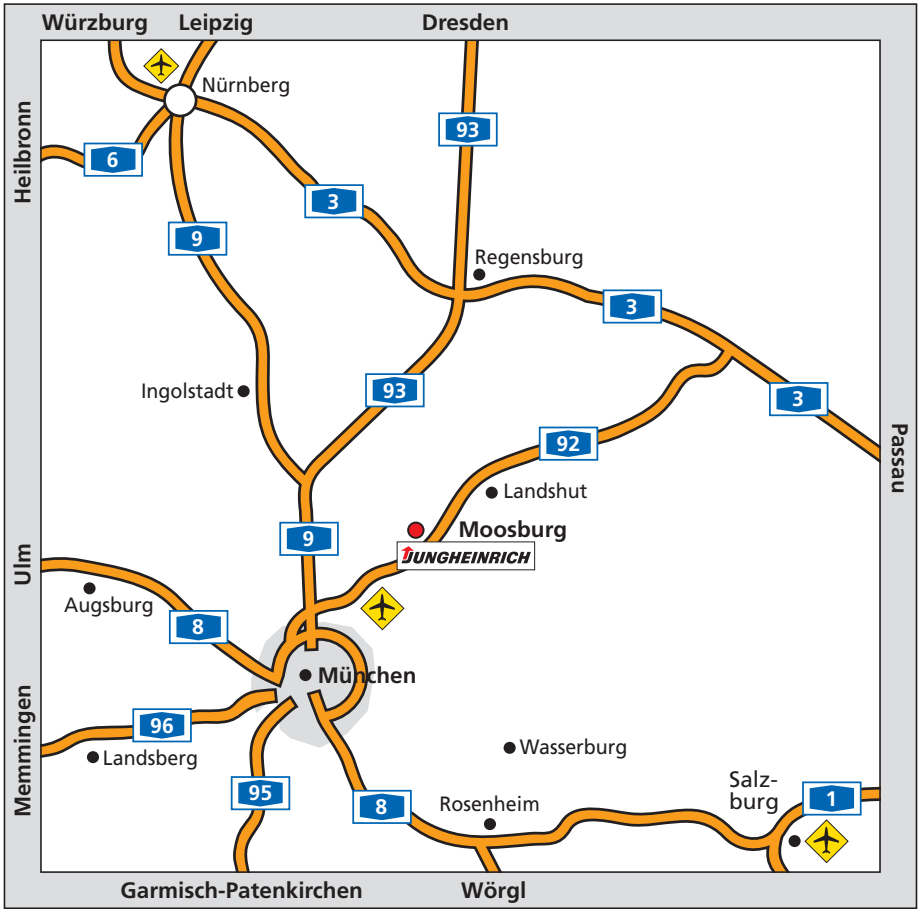 Würzburg
Leipzig
Dresden
Nürnberg
Heilbronn
93
6
3
9
Regensburg
3
Ingolstadt
93
3
92
Passau
Landshut
Moosburg
9
JUNGHEINRICH
Ulm
Augsburg
8
München
Memmingen
96
Landsberg
Wasserburg
95
8
Rosenheim
Salz-
burg
1
Garmisch-Patenkirchen
Wörgl